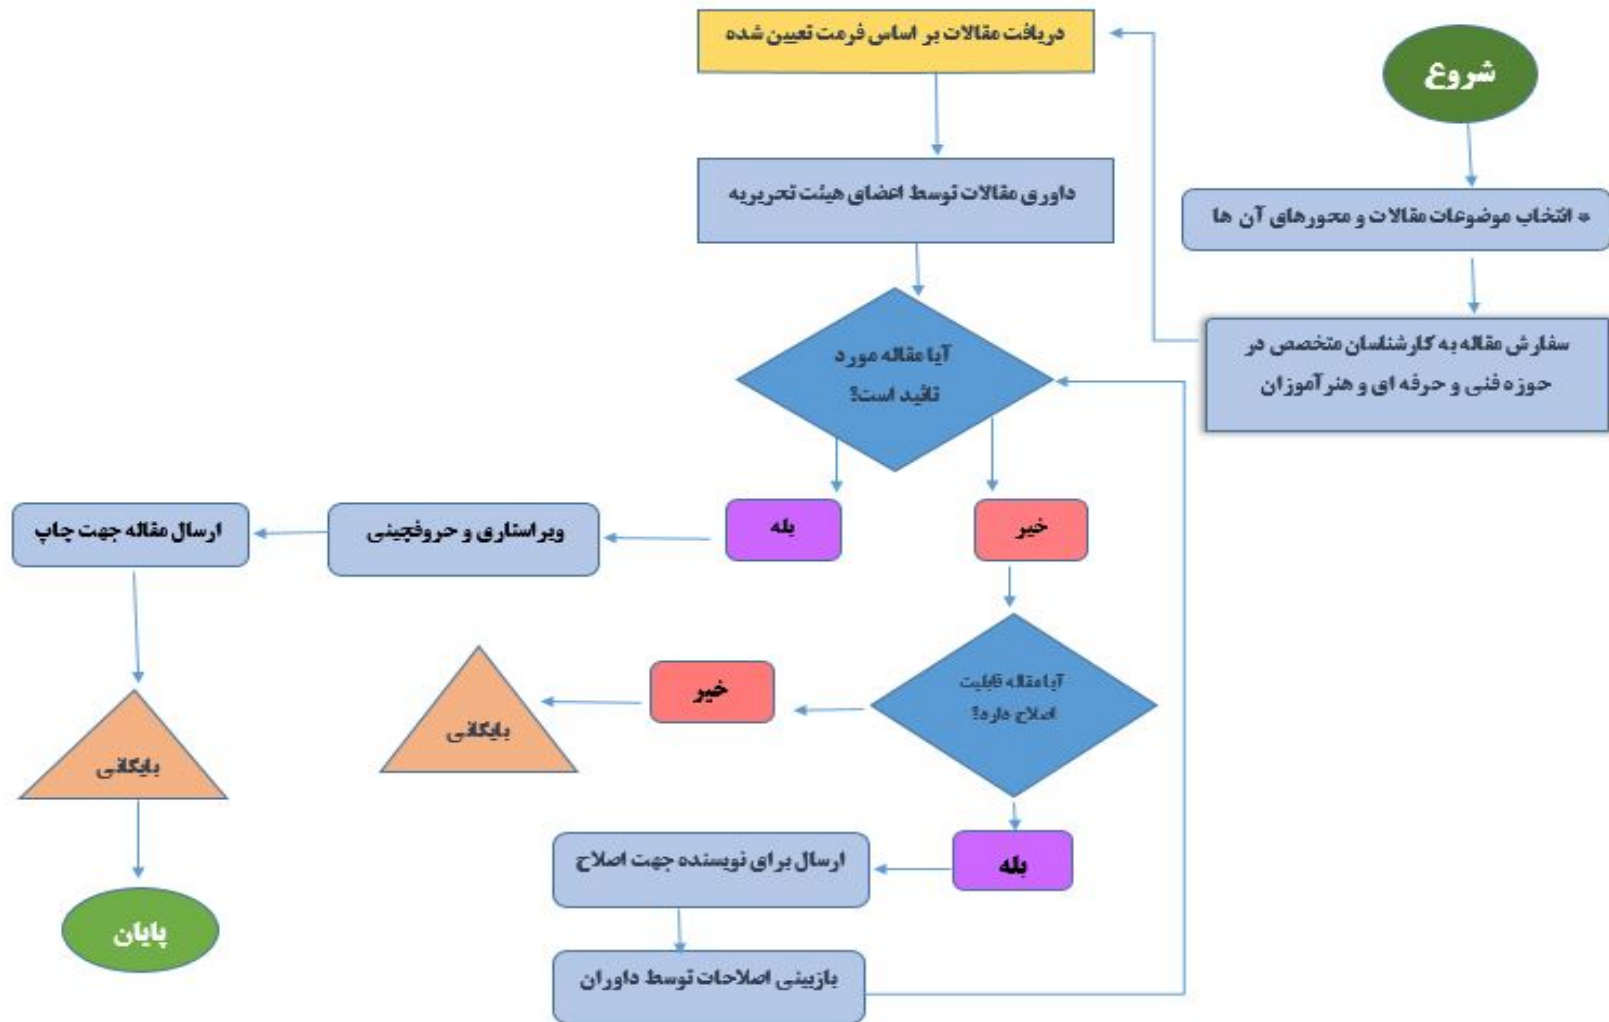 شروع
* انتخاب موضوعات مقالات و محورهای آن ها
سفارش مقاله به کارشناسان متخصص در
حوزه فنی و حرفه ای و هنرآموزان
دریافت مقالات بر اساس فرمت تعیین شده
داوری مقالات توسط اعضای هیئت تحریریه
آیا مقاله مورد
تائید است؟
خیر
بله
ویراستاری و حروفچینی
ارسال مقاله جهت چاپ
بایگانی
پایان
آیا مقاله قابلیت
اصلاح دارد؟
خیر
بایگانی
بله
ارسال برای نویسنده جهت اصلاح
بازبینی اصلاحات توسط داوران